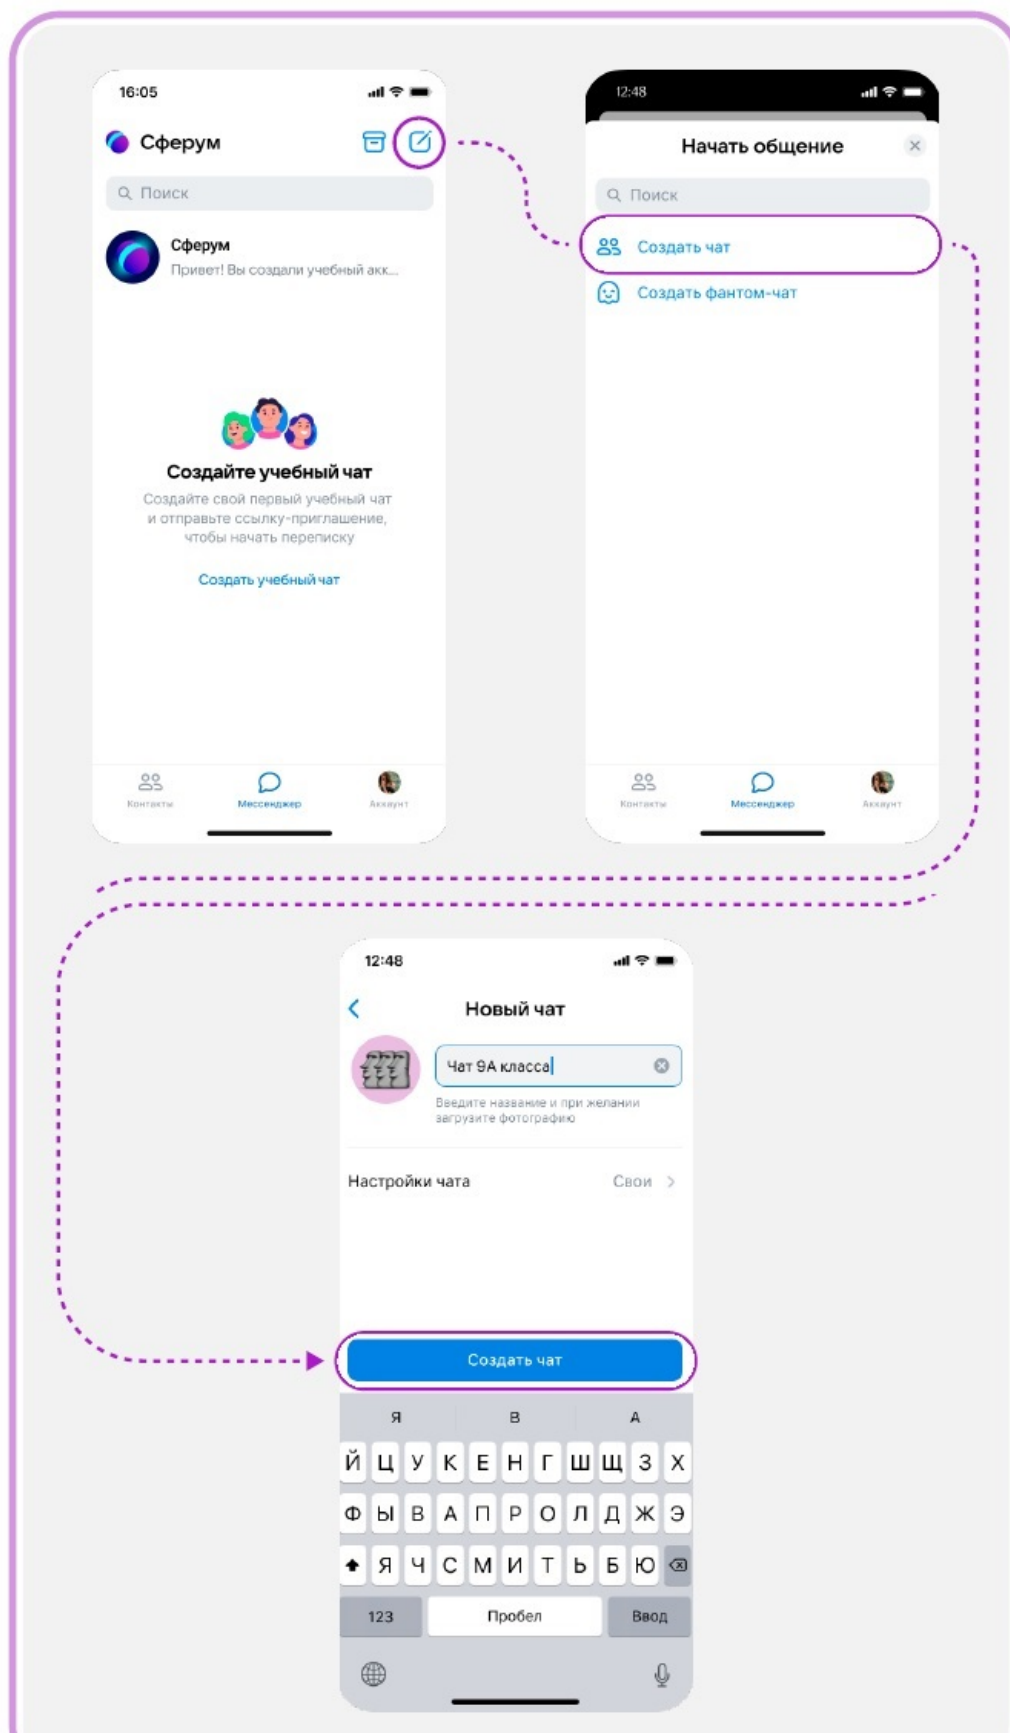 16:05
Сферум
Поиск
Сферум
Привет! Вы создали учебный акк...
Создайте учебный чат
Создайте свой первый учебный чат
и отправьте ссылку-приглашение,
чтобы начать переписку
Создать учебный чат
Контакты
Мессенджер
Аккаунт
12:48
Начать общение
Поиск
Создать чат
Создать фантом-чат
Контакты
Мессенджер
Аккаунт
12:48
Новый чат
Чат 9А класса
Введите название и при желании
загрузите фотографию
Настройки чата Свои
Создать чат
Я В А
Й Ц У К Е Н Г Ш Щ З Х
Ф Ы В А П Р О Л Д Ж Э
Я Ч С М И Т Ь Б Ю
123 Пробел Ввод